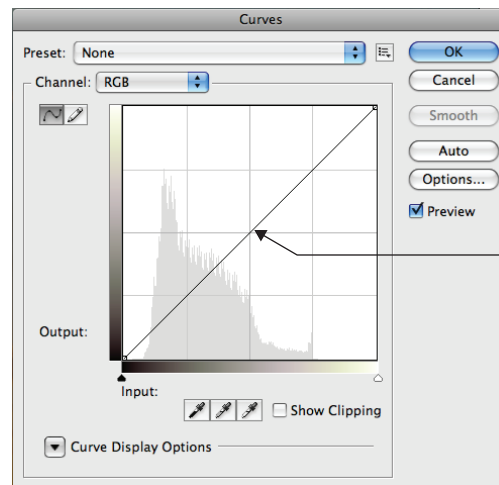 Curves
Preset: None
OK
Channel: RGB
Cancel
Smooth
Auto
Options...
Preview
Output:
Input:
Show Clipping
Curve Display Options